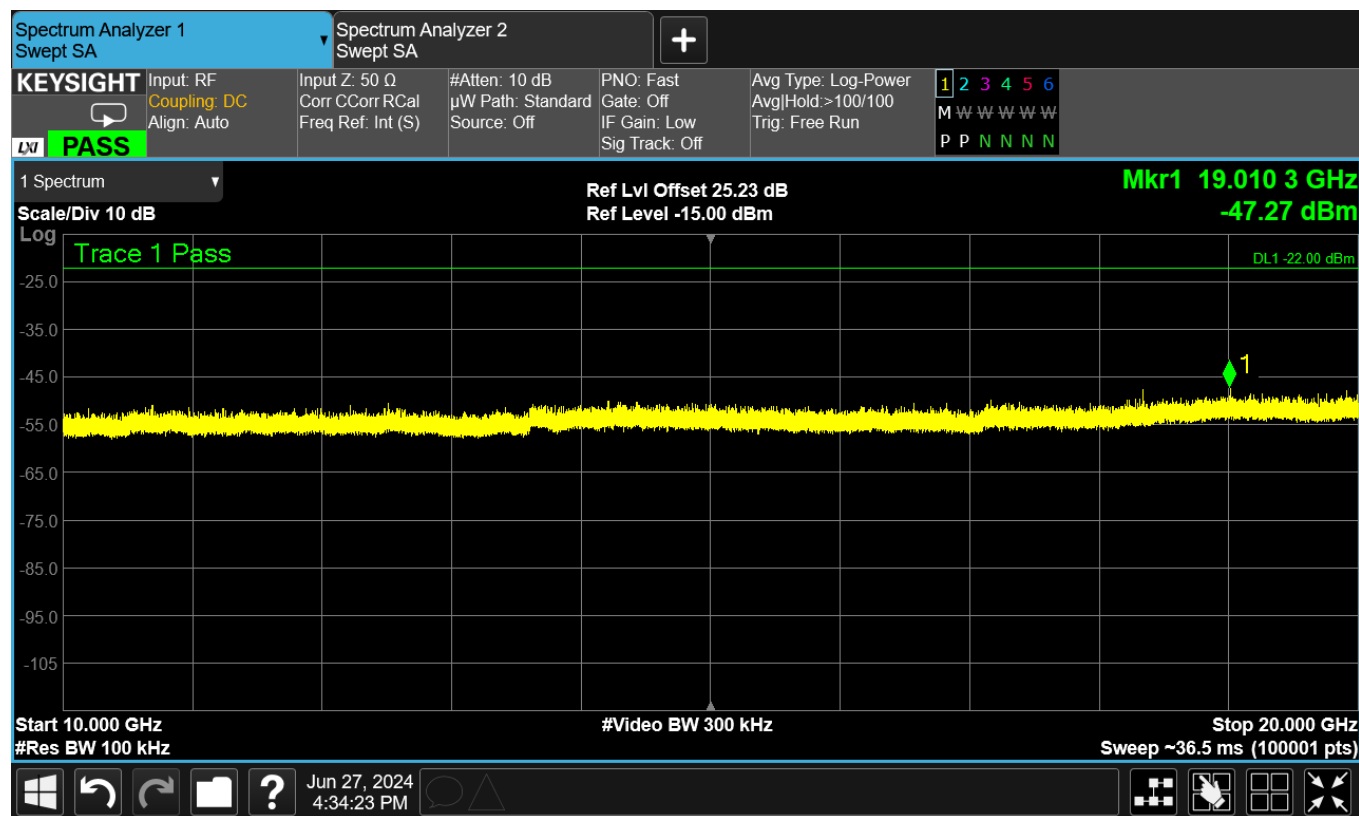 Spectrum Analyzer 1
Swept SA
Spectrum Analyzer 2
Swept SA
KEYSIGHT
LXI
PASS
Input: RF
Coupling: DC
Align: Auto
Input Z: 50 Ω
Corr CCorr RCal
Freq Ref: Int (S)
#Atten: 10 dB
µW Path: Standard
Source: Off
PNO: Fast
Gate: Off
IF Gain: Low
Sig Track: Off
Avg Type: Log-Power
Avg|Hold:>100/100
Trig: Free Run
1 2 3 4 5 6
M W W W W W
P P N N N N
1 Spectrum
Scale/Div 10 dB
Ref Lvl Offset 25.23 dB
Ref Level -15.00 dBm
Mkr1 19.010 3 GHz
-47.27 dBm
Log
Trace 1 Pass
DL1 -22.00 dBm
-25.0
-35.0
-45.0
1
-55.0
-65.0
-75.0
-85.0
-95.0
-105
Start 10.000 GHz
#Res BW 100 kHz
#Video BW 300 kHz
Stop 20.000 GHz
Sweep ~36.5 ms (100001 pts)
?
Jun 27, 2024
4:34:23 PM